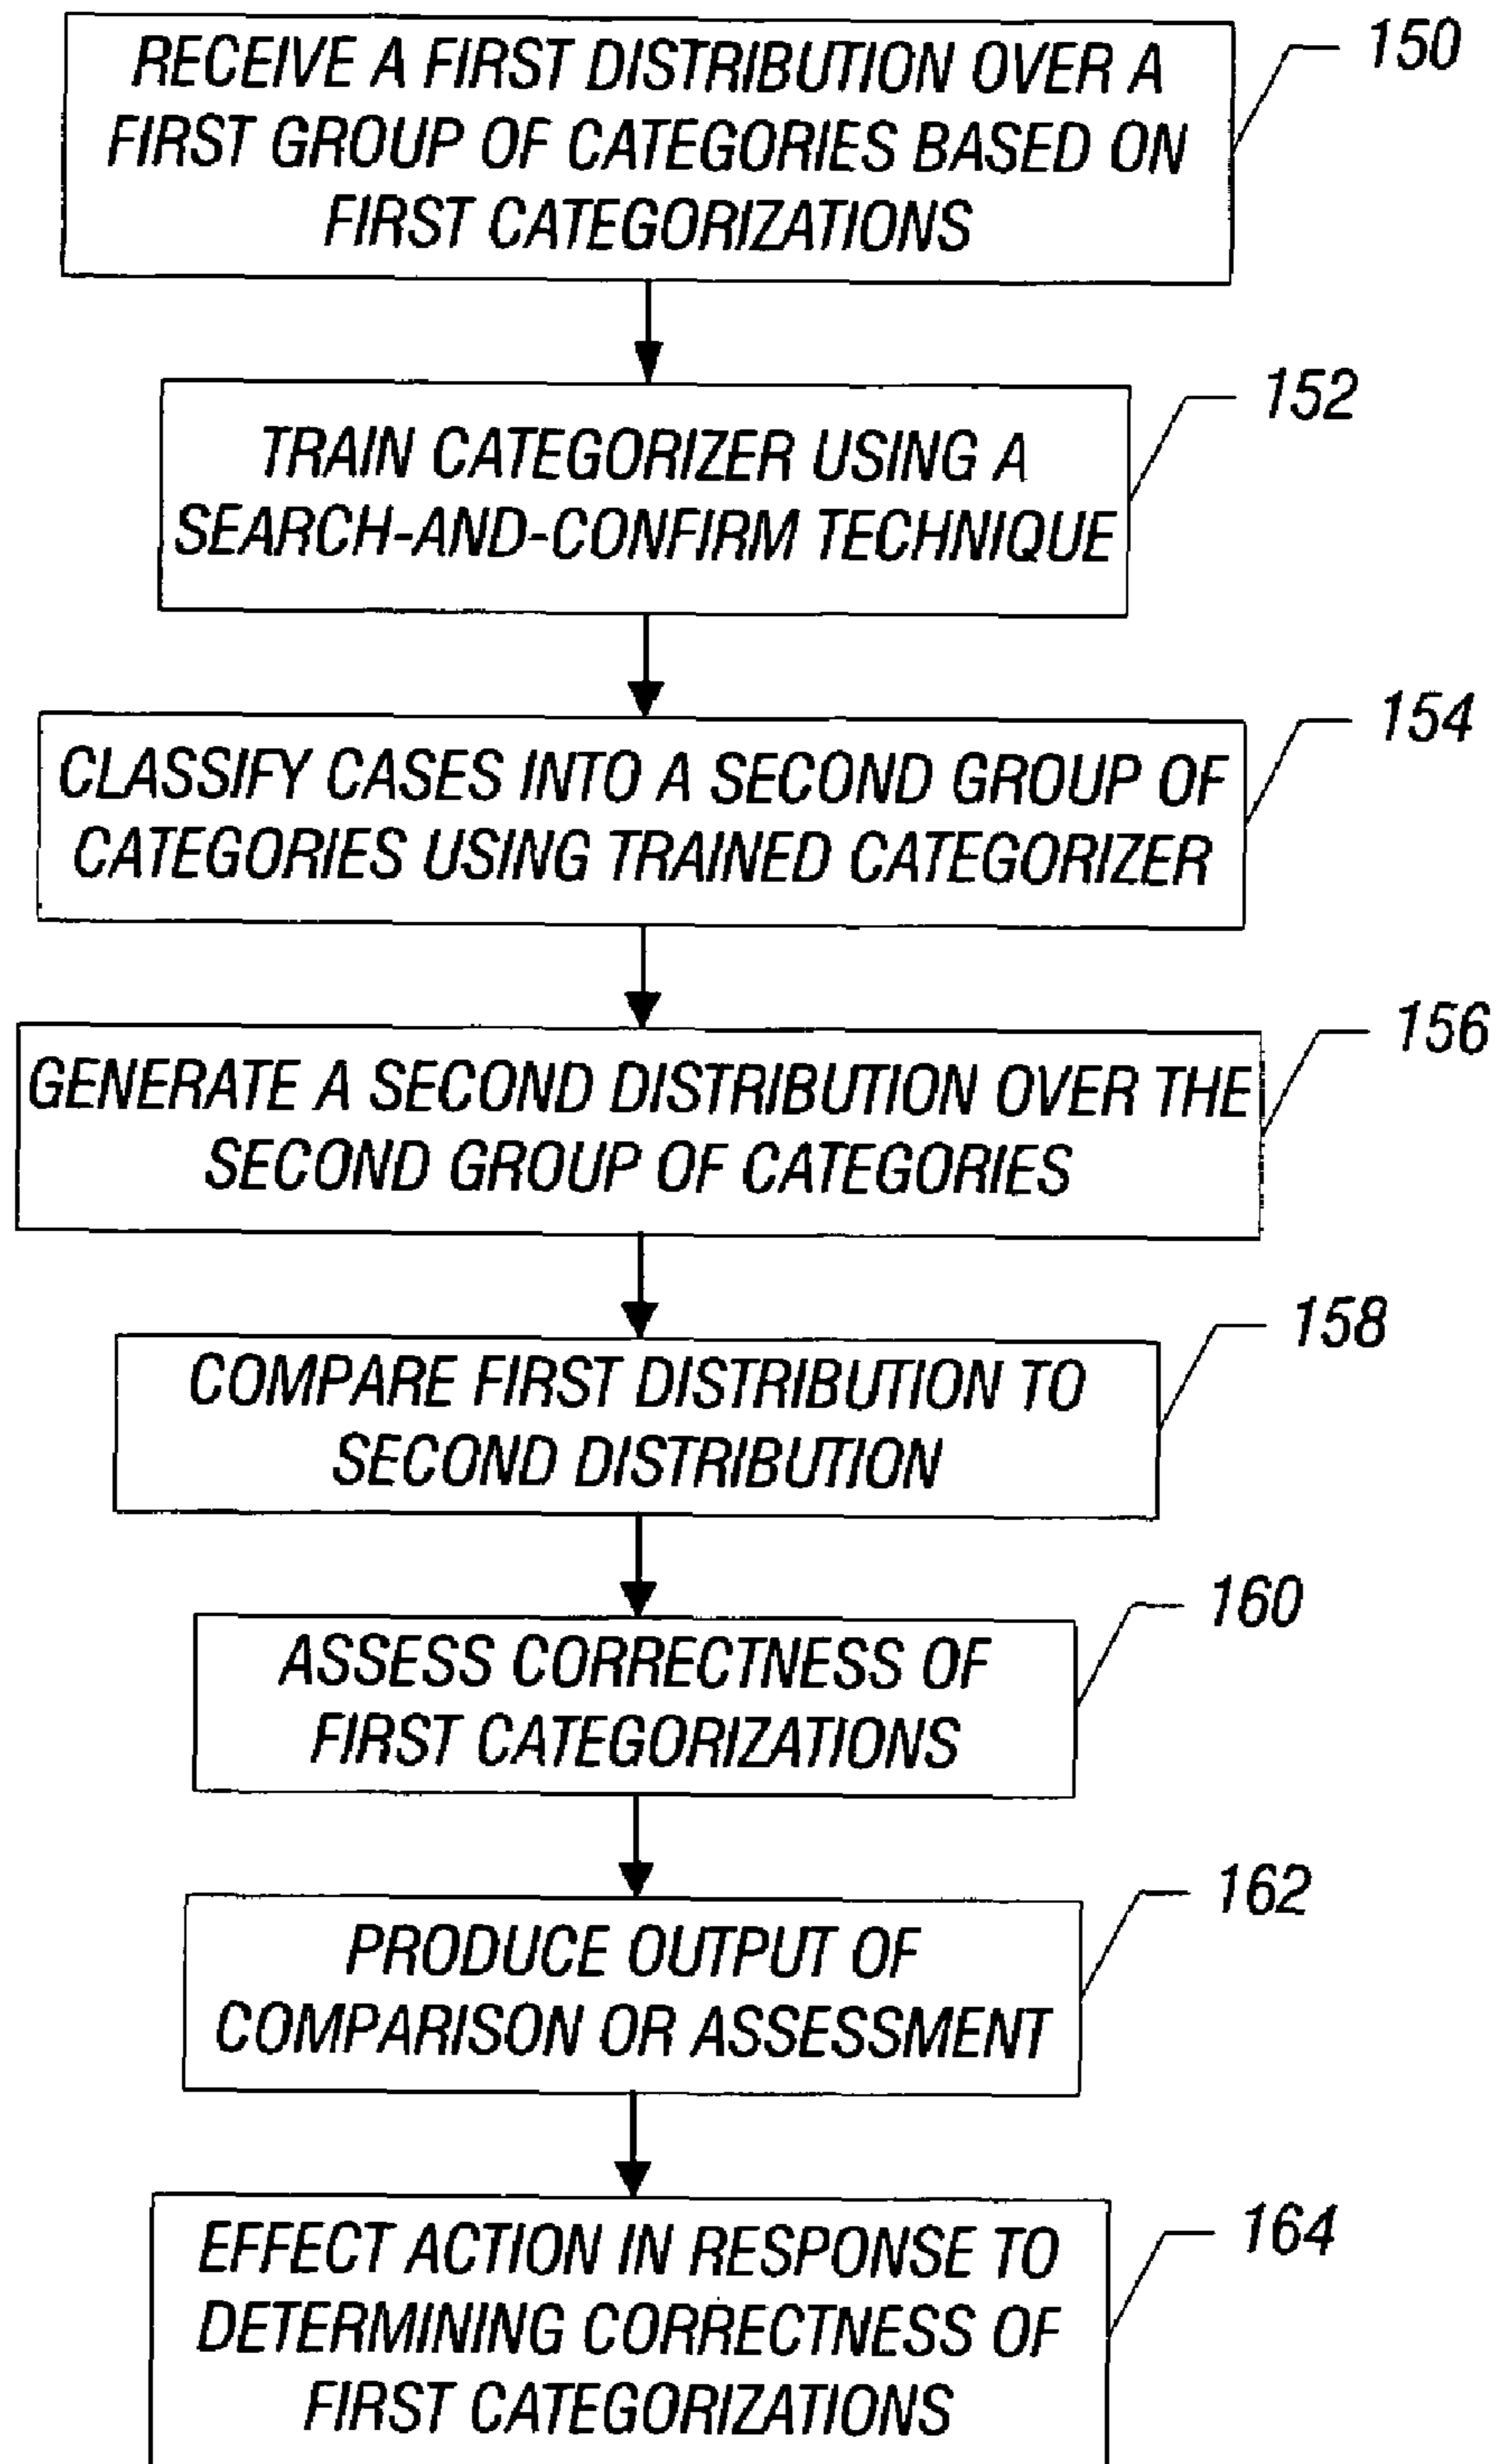 RECEIVE A FIRST DISTRIBUTION OVER A
FIRST GROUP OF CATEGORIES BASED ON
FIRST CATEGORIZATIONS
150
TRAIN CATEGORIZER USING A
SEARCH-AND-CONFIRM TECHNIQUE
152
CLASSIFY CASES INTO A SECOND GROUP OF
CATEGORIES USING TRAINED CATEGORIZER
154
GENERATE A SECOND DISTRIBUTION OVER THE
SECOND GROUP OF CATEGORIES
156
COMPARE FIRST DISTRIBUTION TO
SECOND DISTRIBUTION
158
ASSESS CORRECTNESS OF
FIRST CATEGORIZATIONS
160
PRODUCE OUTPUT OF
COMPARISON OR ASSESSMENT
162
EFFECT ACTION IN RESPONSE TO
DETERMINING CORRECTNESS OF
FIRST CATEGORIZATIONS
164